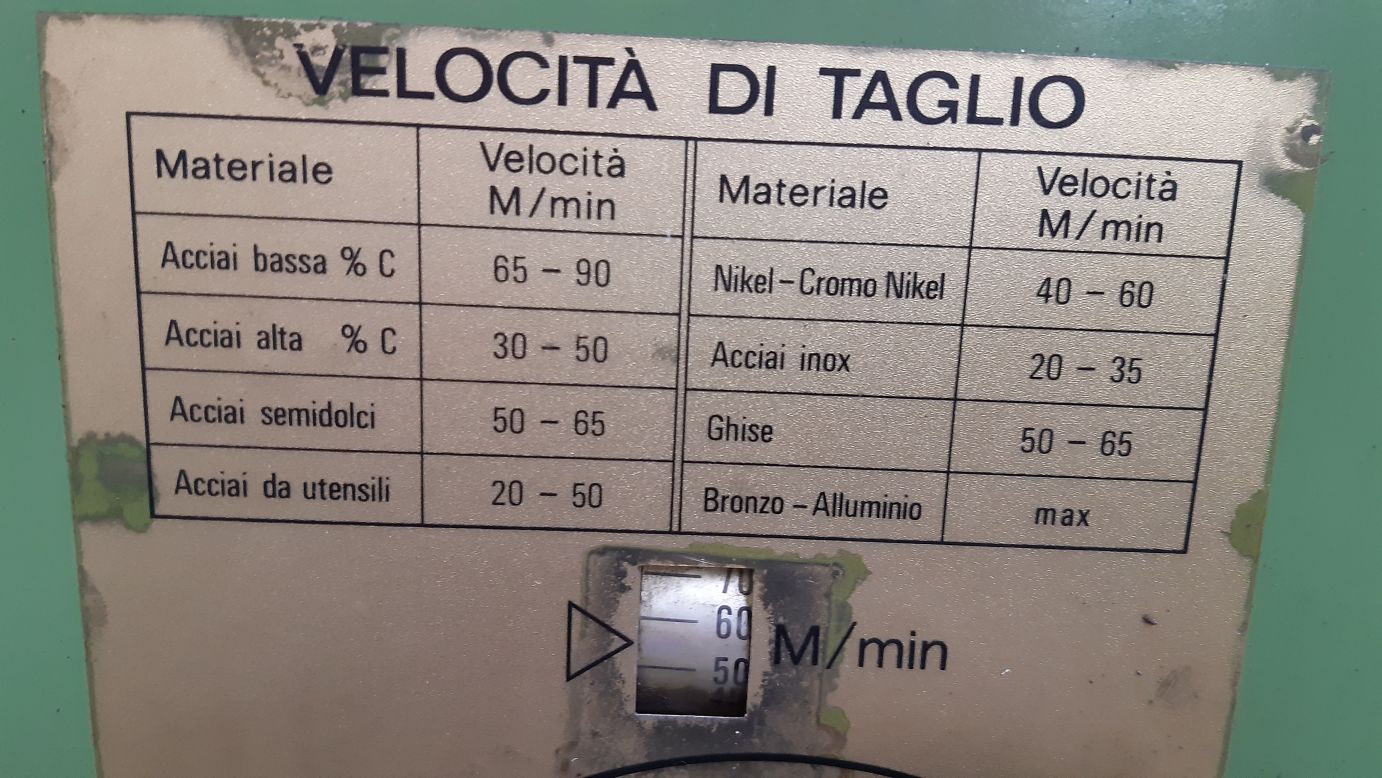 VELOCITÀ DI TAGLIO
Materiale
Velocità
M/min
Materiale
Velocità
M/min
Acciai bassa % C
65 – 90
Nikel – Cromo Nikel
40 – 60
Acciai alta % C
30 – 50
Acciai inox
20 – 35
Acciai semidolci
50 – 65
Ghise
50 – 65
Acciai da utensili
20 – 50
Bronzo – Alluminio
max
70
60
50
M/min